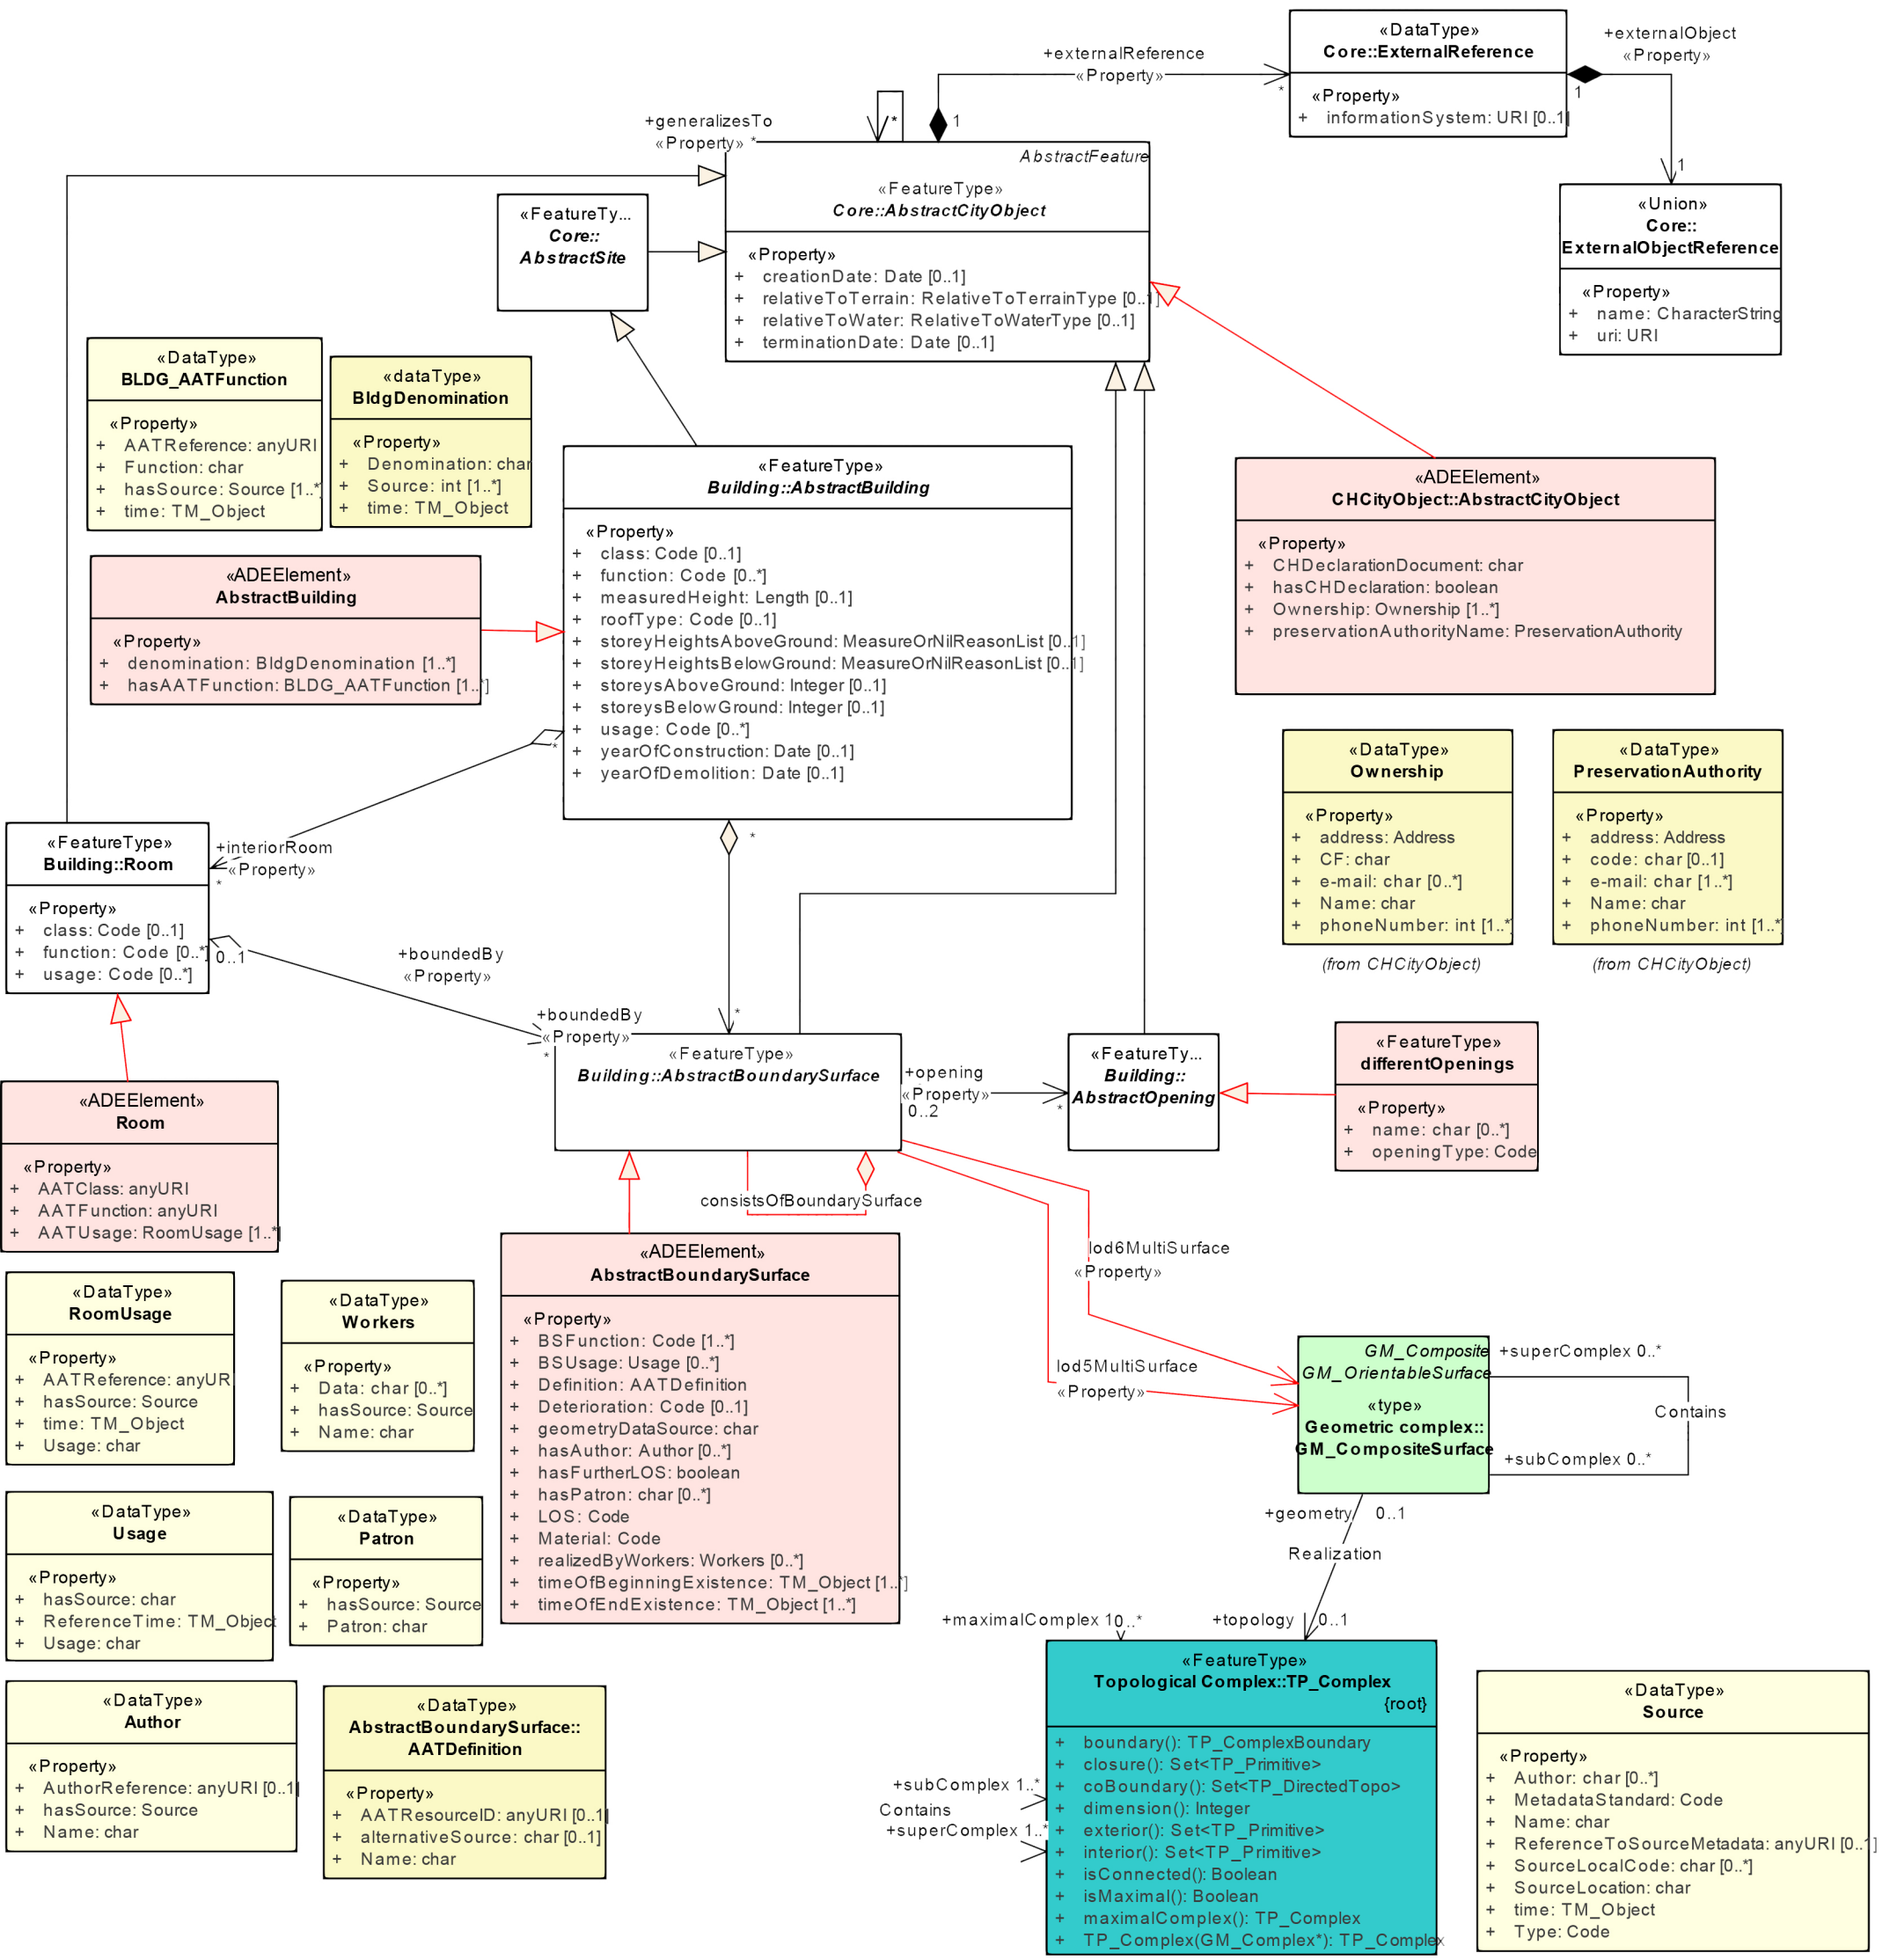 «DataType»
Core::ExternalReference
«Property»
+ informationSystem: URI [0..1]
+externalReference
«Property»
*
1
+externalObject
«Property»
1
1
*
+generalizesTo
«Property» *
AbstractFeature
«FeatureType»
Core::AbstractCityObject
«Property»
+ creationDate: Date [0..1]
+ relativeToTerrain: RelativeToTerrainType [0..1]
+ relativeToWater: RelativeToWaterType [0..1]
+ terminationDate: Date [0..1]
«Union»
Core::
ExternalObjectReference
«Property»
+ name: CharacterString
+ uri: URI
«FeatureTy...
Core::
AbstractSite
«DataType»
BLDG_AATFunction
«Property»
+ AATReference: anyURI
+ Function: char
+ hasSource: Source [1..*]
+ time: TM_Object
«dataType»
BldgDenomination
«Property»
+ Denomination: char
+ Source: int [1..*]
+ time: TM_Object
«FeatureType»
Building::AbstractBuilding
«Property»
+ class: Code [0..1]
+ function: Code [0..*]
+ measuredHeight: Length [0..1]
+ roofType: Code [0..1]
+ storeyHeightsAboveGround: MeasureOrNilReasonList [0..1]
+ storeyHeightsBelowGround: MeasureOrNilReasonList [0..1]
+ storeysAboveGround: Integer [0..1]
+ storeysBelowGround: Integer [0..1]
+ usage: Code [0..*]
+ yearOfConstruction: Date [0..1]
+ yearOfDemolition: Date [0..1]
«ADEElement»
CHCityObject::AbstractCityObject
«Property»
+ CHDeclarationDocument: char
+ hasCHDeclaration: boolean
+ Ownership: Ownership [1..*]
+ preservationAuthorityName: PreservationAuthority
«ADEElement»
AbstractBuilding
«Property»
+ denomination: BldgDenomination [1..*]
+ hasAATFunction: BLDG_AATFunction [1..*]
*
«DataType»
Ownership
«Property»
+ address: Address
+ CF: char
+ e-mail: char [0..*]
+ Name: char
+ phoneNumber: int [1..*]
(from CHCityObject)
«DataType»
PreservationAuthority
«Property»
+ address: Address
+ code: char [0..1]
+ e-mail: char [1..*]
+ Name: char
+ phoneNumber: int [1..*]
(from CHCityObject)
«FeatureType»
Building::Room
«Property»
+ class: Code [0..1]
+ function: Code [0..*]
+ usage: Code [0..*]
+interiorRoom
«Property»
*
*
0..1
+boundedBy
«Property»
+boundedBy
«Property»
*
*
«FeatureType»
Building::AbstractBoundarySurface
+opening
«Property»
0..2
*
«FeatureTy...
Building::
AbstractOpening
«FeatureType»
differentOpenings
«Property»
+ name: char [0..*]
+ openingType: Code
«ADEElement»
Room
«Property»
+ AATClass: anyURI
+ AATFunction: anyURI
+ AATUsage: RoomUsage [1..*]
consistsOfBoundarySurface
«ADEElement»
AbstractBoundarySurface
«Property»
+ BSFunction: Code [1..*]
+ BSUsage: Usage [0..*]
+ Definition: AATDefinition
+ Deterioration: Code [0..1]
+ geometryDataSource: char
+ hasAuthor: Author [0..*]
+ hasFurtherLOS: boolean
+ hasPatron: char [0..*]
+ LOS: Code
+ Material: Code
+ realizedByWorkers: Workers [0..*]
+ timeOfBeginningExistence: TM_Object [1..*]
+ timeOfEndExistence: TM_Object [1..*]
lod6MultiSurface
«Property»
lod5MultiSurface
«Property»
GM_Composite
GM_OrientableSurface
«type»
Geometric complex::
GM_CompositeSurface
+superComplex 0..*
Contains
+subComplex 0..*
+geometry 0..1
Realization
+topology 0..1
+maximalComplex 10..*
«DataType»
RoomUsage
«Property»
+ AATReference: anyUR
+ hasSource: Source
+ time: TM_Object
+ Usage: char
«DataType»
Workers
«Property»
+ Data: char [0..*]
+ hasSource: Source
+ Name: char
«DataType»
Usage
«Property»
+ hasSource: char
+ ReferenceTime: TM_Object
+ Usage: char
«DataType»
Patron
«Property»
+ hasSource: Source
+ Patron: char
«DataType»
Author
«Property»
+ AuthorReference: anyURI [0..1]
+ hasSource: Source
+ Name: char
«DataType»
AbstractBoundarySurface::
AATDefinition
«Property»
+ AATResourceID: anyURI [0..1]
+ alternativeSource: char [0..1]
+ Name: char
«FeatureType»
Topological Complex::TP_Complex
{root}
+ boundary(): TP_ComplexBoundary
+ closure(): Set<TP_Primitive>
+ coBoundary(): Set<TP_DirectedTopo>
+ dimension(): Integer
+ exterior(): Set<TP_Primitive>
+ interior(): Set<TP_Primitive>
+ isConnected(): Boolean
+ isMaximal(): Boolean
+ maximalComplex(): TP_Complex
+ TP_Complex(GM_Complex*): TP_Complex
+subComplex 1..*
Contains
+superComplex 1..*
«DataType»
Source
«Property»
+ Author: char [0..*]
+ MetadataStandard: Code
+ Name: char
+ ReferenceToSourceMetadata: anyURI [0..1]
+ SourceLocalCode: char [0..*]
+ SourceLocation: char
+ time: TM_Object
+ Type: Code